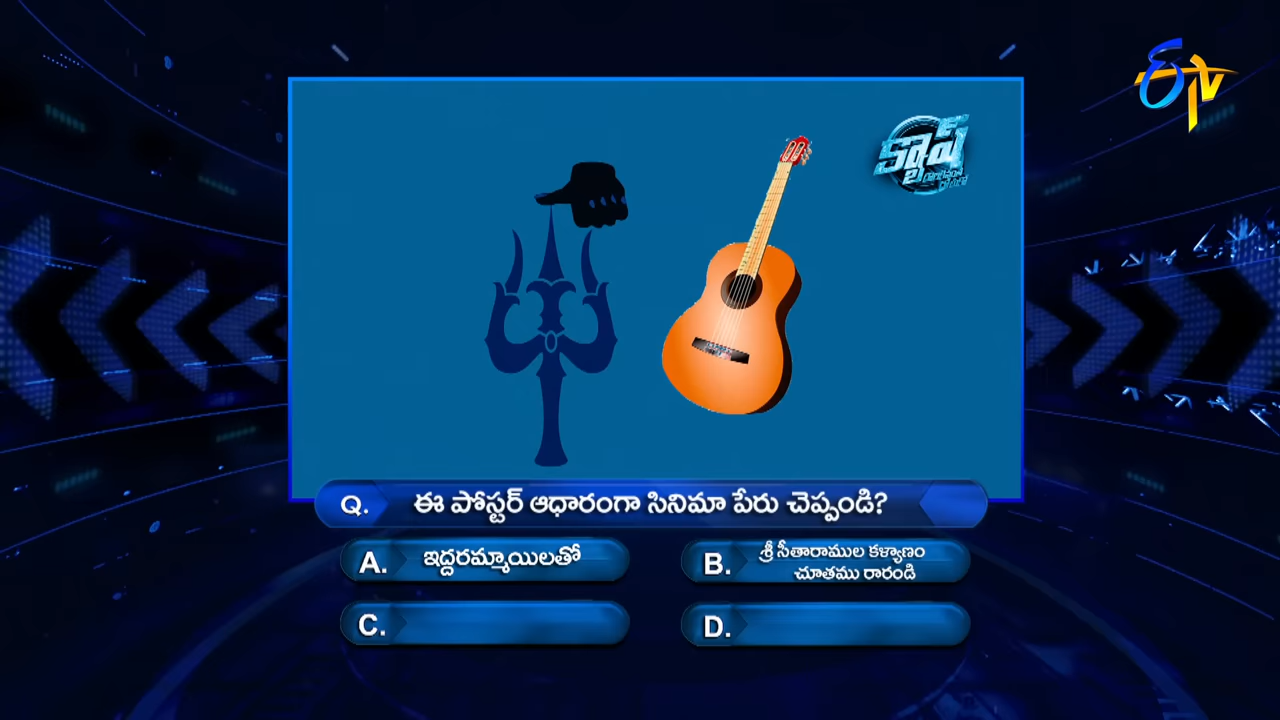 ఈ టీవీ
క్యాష్
Q. ఈ పోస్టర్ ఆధారంగా సినిమా పేరు చెప్పండి?
A. ఇద్దరమ్మాయిలతో
B. శ్రీ సీతారాముల కళ్యాణం
చూతము రారండి
C.
D.